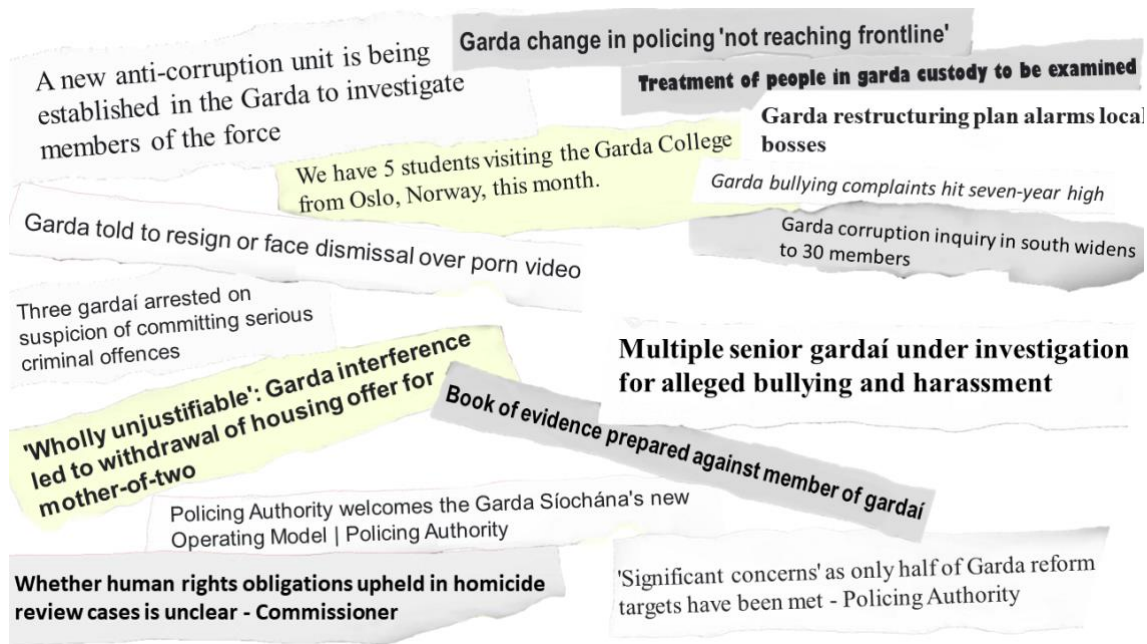 A new anti-corruption unit is being
established in the Garda to investigate
members of the force
Garda change in policing 'not reaching frontline'
Treatment of people in garda custody to be examined
Garda restructuring plan alarms local
bosses
We have 5 students visiting the Garda College
from Oslo, Norway, this month.
Garda bullying complaints hit seven-year high
Garda told to resign or face dismissal over porn video
Garda corruption inquiry in south widens
to 30 members
Three gardaí arrested on
suspicion of committing serious
criminal offences
Multiple senior gardaí under investigation
for alleged bullying and harassment
'Wholly unjustifiable': Garda interference
led to withdrawal of housing offer for
mother-of-two
Book of evidence prepared against member of gardaí
Policing Authority welcomes the Garda Síochána's new
Operating Model | Policing Authority
Whether human rights obligations upheld in homicide
review cases is unclear - Commissioner
'Significant concerns' as only half of Garda reform
targets have been met - Policing Authority